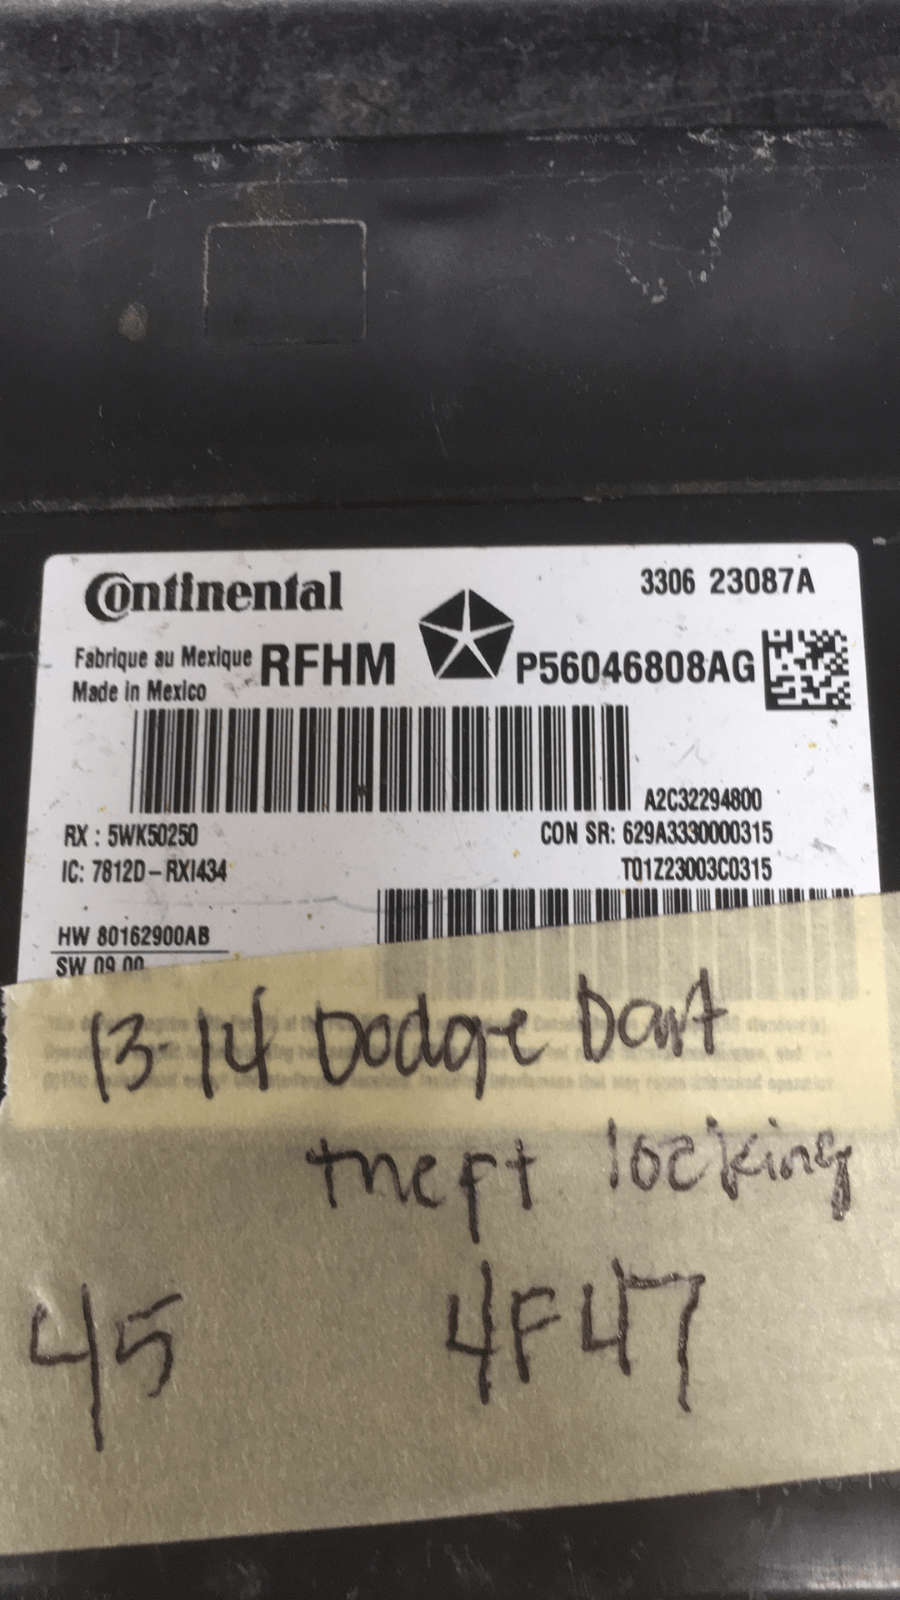 Continental
3306 23087A
Fabrique au Mexique
Made in Mexico
RFHM
P56046808AG
A2C32294800
RX : 5WK50250
CON SR: 629A3330000315
IC: 7812D-RXI434
T01Z23003C0315
HW 80162900AB
SW 09.00
13-14 Dodge Dart
theft locking
45 4F47